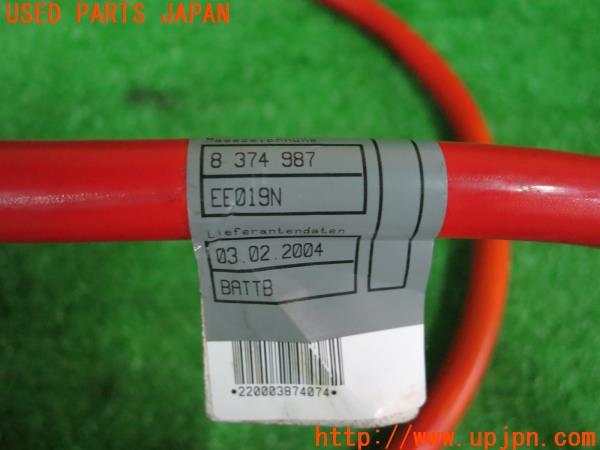 USED PARTS JAPAN
8 374 987
EE019N
Lieferantendaten
03.02.2004
BATTB
*220003874074*
http://www.upjpn.com/